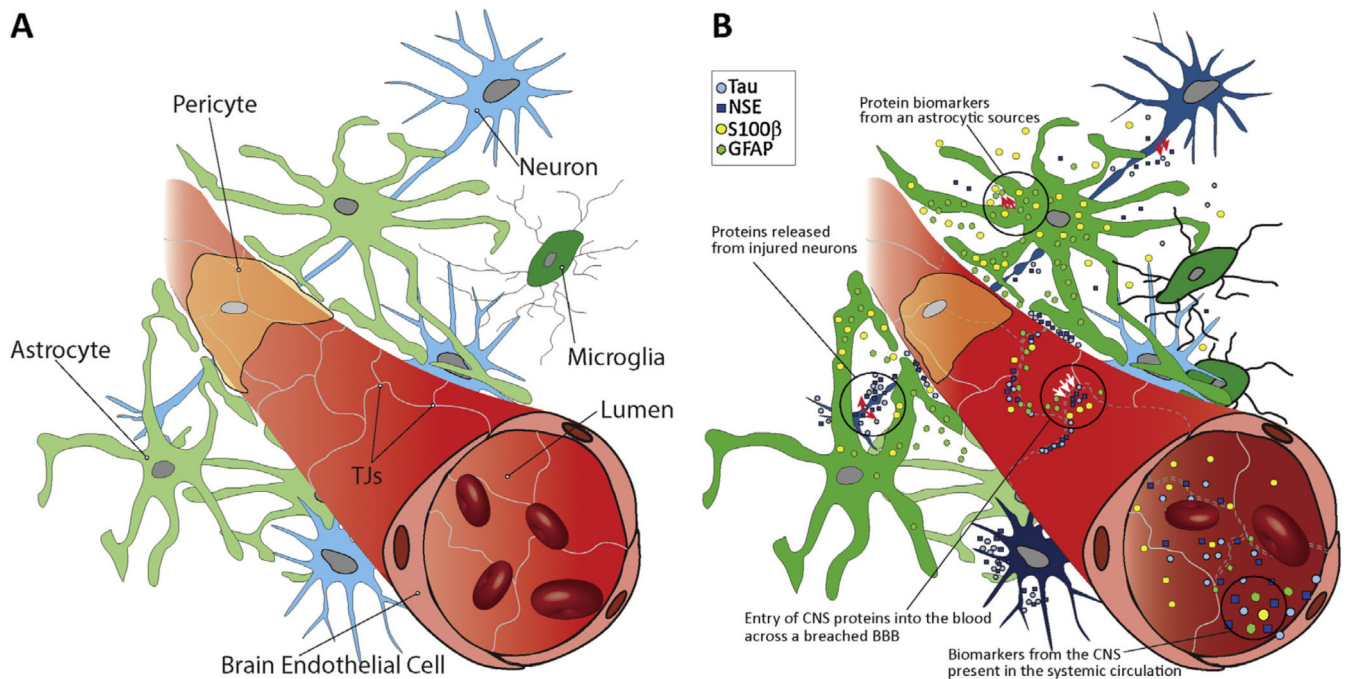 A
Pericyte
Neuron
Astrocyte
Microglia
Lumen
TJs
Brain Endothelial Cell
B
Tau
NSE
S100β
GFAP
Protein biomarkers
from an astrocytic sources
Proteins released
from injured neurons
Entry of CNS proteins into the blood
across a breached BBB
Biomarkers from the CNS
present in the systemic circulation